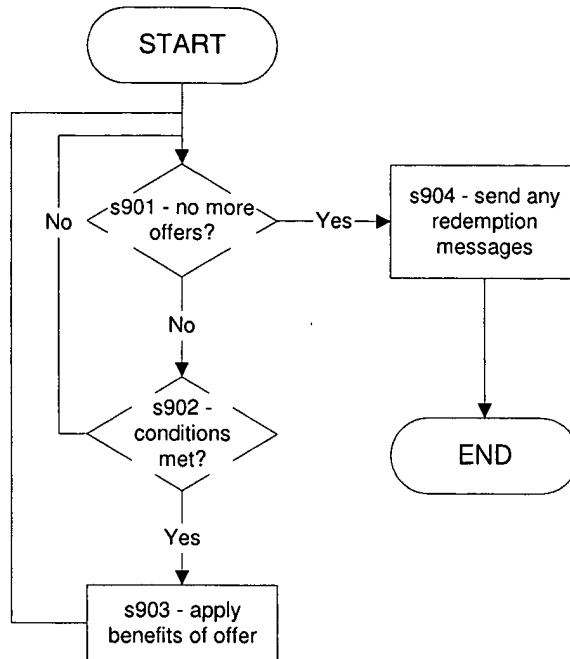 START
s901 - no more
offers?
No
Yes
s904 - send any
redemption
messages
No
s902 -
conditions
met?
END
Yes
s903 - apply
benefits of offer